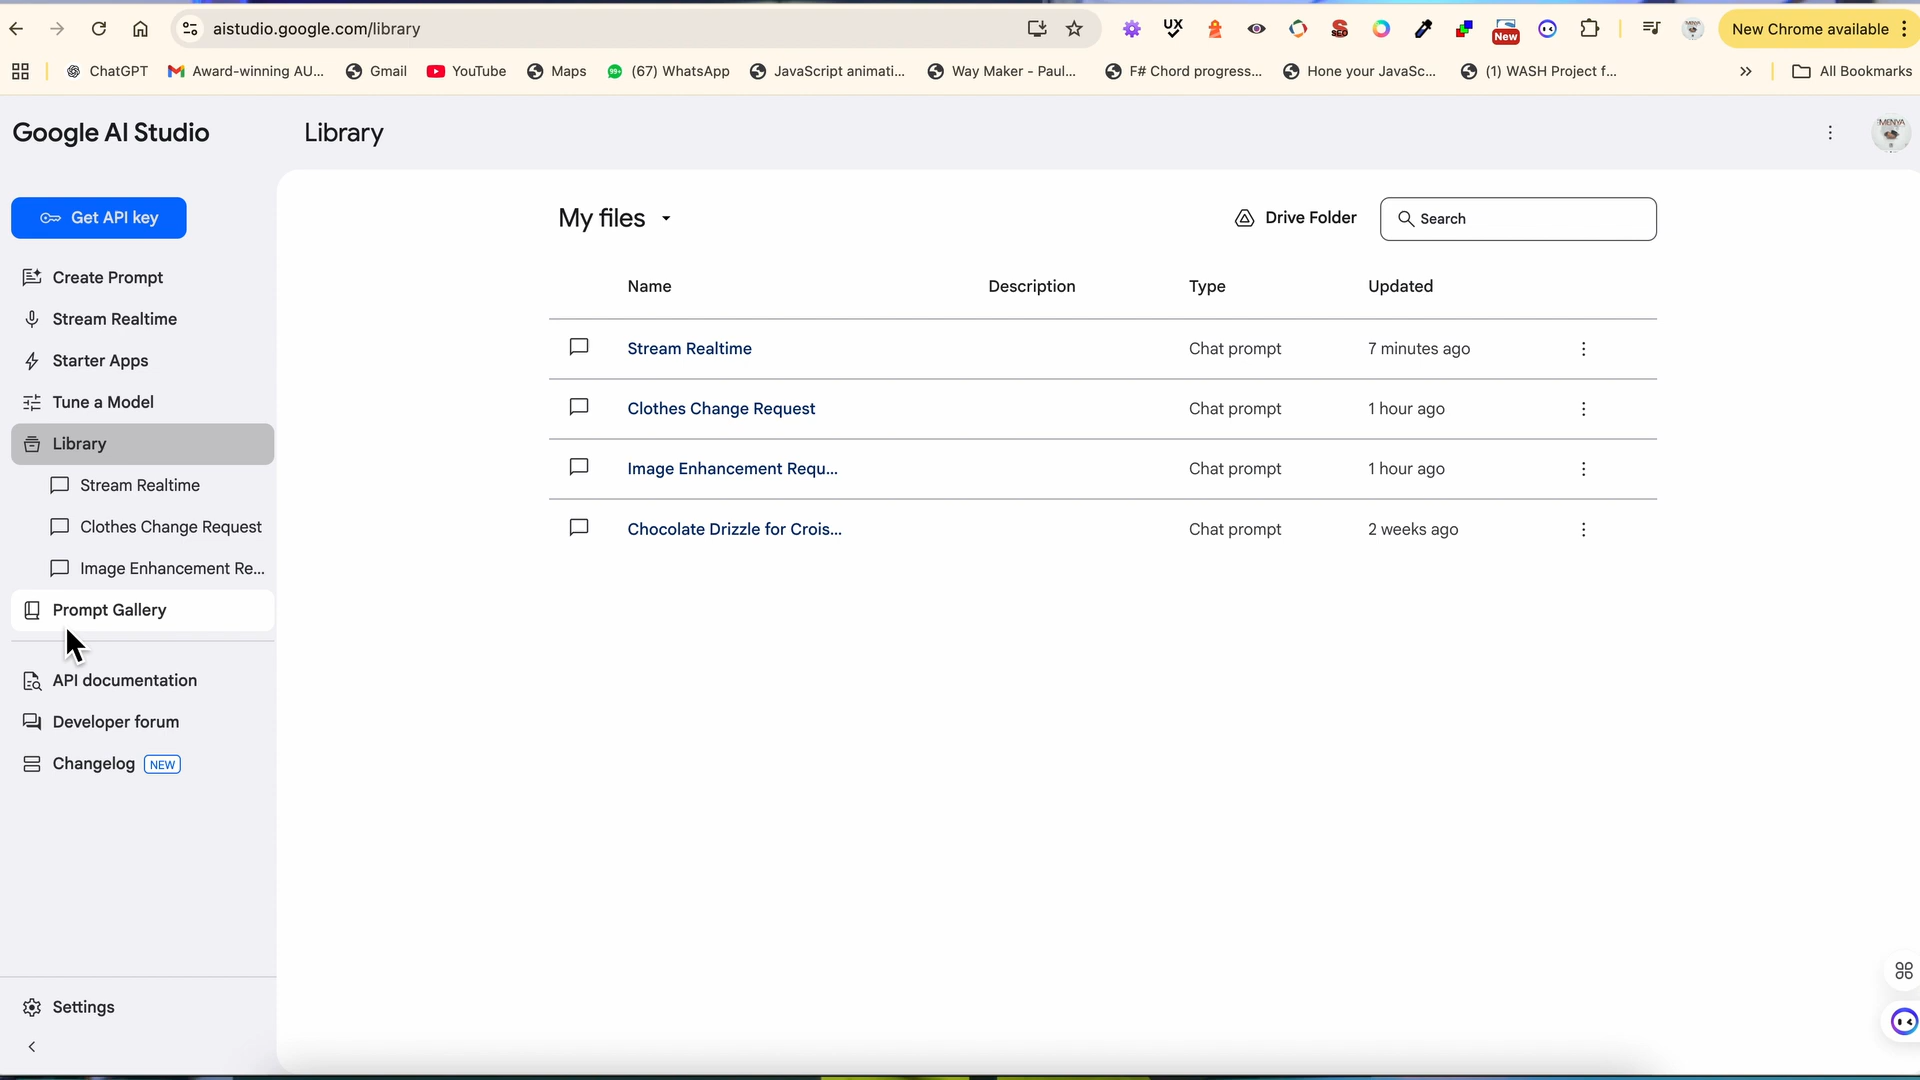 aistudio.google.com/library
UX
SEO
New
New Chrome available
ChatGPT
Award-winning AU...
Gmail
YouTube
Maps
99+
(67) WhatsApp
JavaScript animati...
Way Maker - Paul...
F# Chord progress...
Hone your JavaSc...
(1) WASH Project f...
All Bookmarks
Google AI Studio
Library
MENYA
Get API key
My files
Drive Folder
Search
Create Prompt
Stream Realtime
Starter Apps
Tune a Model
Library
Stream Realtime
Clothes Change Request
Image Enhancement Re...
Prompt Gallery
API documentation
Developer forum
Changelog NEW
Settings
Name Description Type Updated
Stream Realtime Chat prompt 7 minutes ago
Clothes Change Request Chat prompt 1 hour ago
Image Enhancement Requ... Chat prompt 1 hour ago
Chocolate Drizzle for Crois... Chat prompt 2 weeks ago